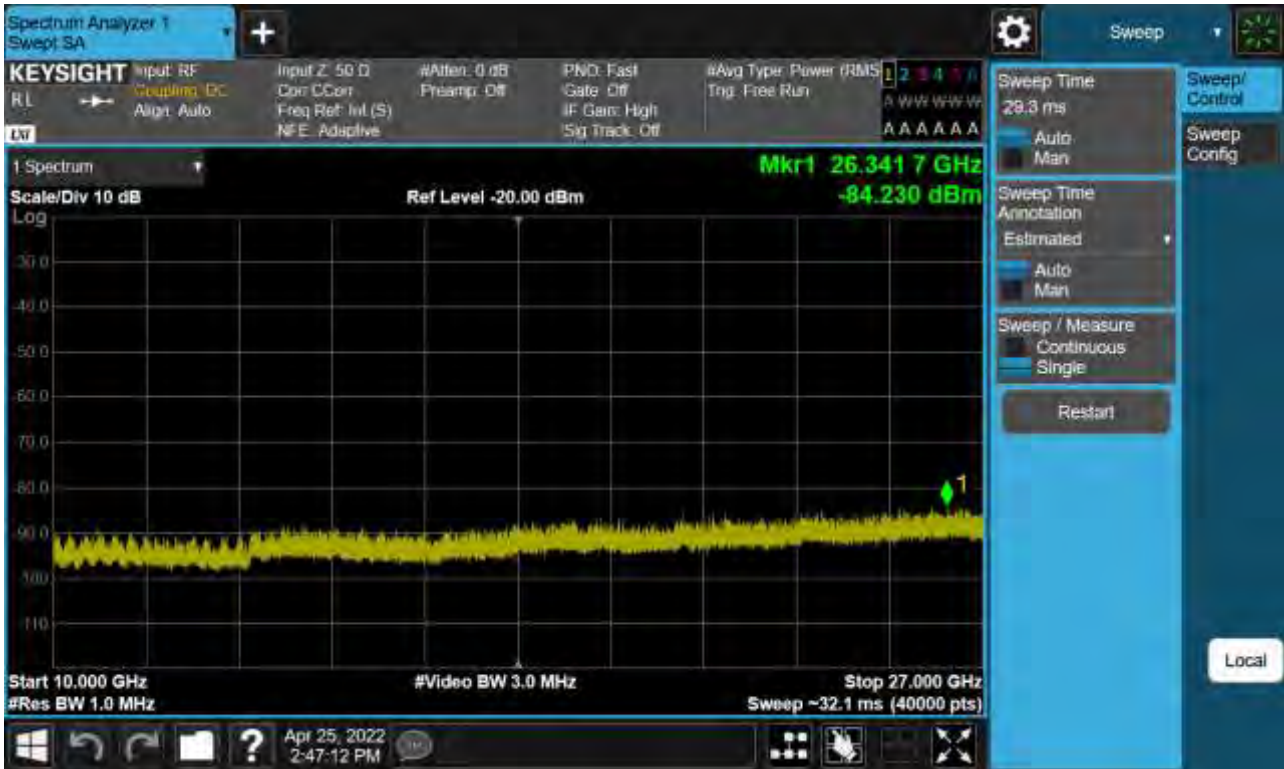 Spectrum Analyzer 1
Swept SA
+
Sweep
KEYSIGHT
RL
Input: RF
Coupling: DC
Align: Auto
Input Z: 50 Ω
Corr CCorr
Freq Ref: Int (S)
NFE: Adaptive
#Atten: 0 dB
Preamp: Off
PNO: Fast
Gate: Off
IF Gain: High
Sig Track: Off
#Avg Type: Power (RMS
Trig: Free Run
1 2 3 4 5 6
A W W W W W
A A A A A A
1 Spectrum
Scale/Div 10 dB
Log
Ref Level -20.00 dBm
Mkr1 26.341 7 GHz
-84.230 dBm
-30.0
-40.0
-50.0
-60.0
-70.0
-80.0
-90.0
-100
-110
1
Start 10.000 GHz
#Res BW 1.0 MHz
#Video BW 3.0 MHz
Stop 27.000 GHz
Sweep ~32.1 ms (40000 pts)
Sweep Time
29.3 ms
Auto
Man
Sweep Time
Annotation
Estimated
Auto
Man
Sweep / Measure
Continuous
Single
Restart
Sweep/
Control
Sweep
Config
Local
?
Apr 25, 2022
2:47:12 PM